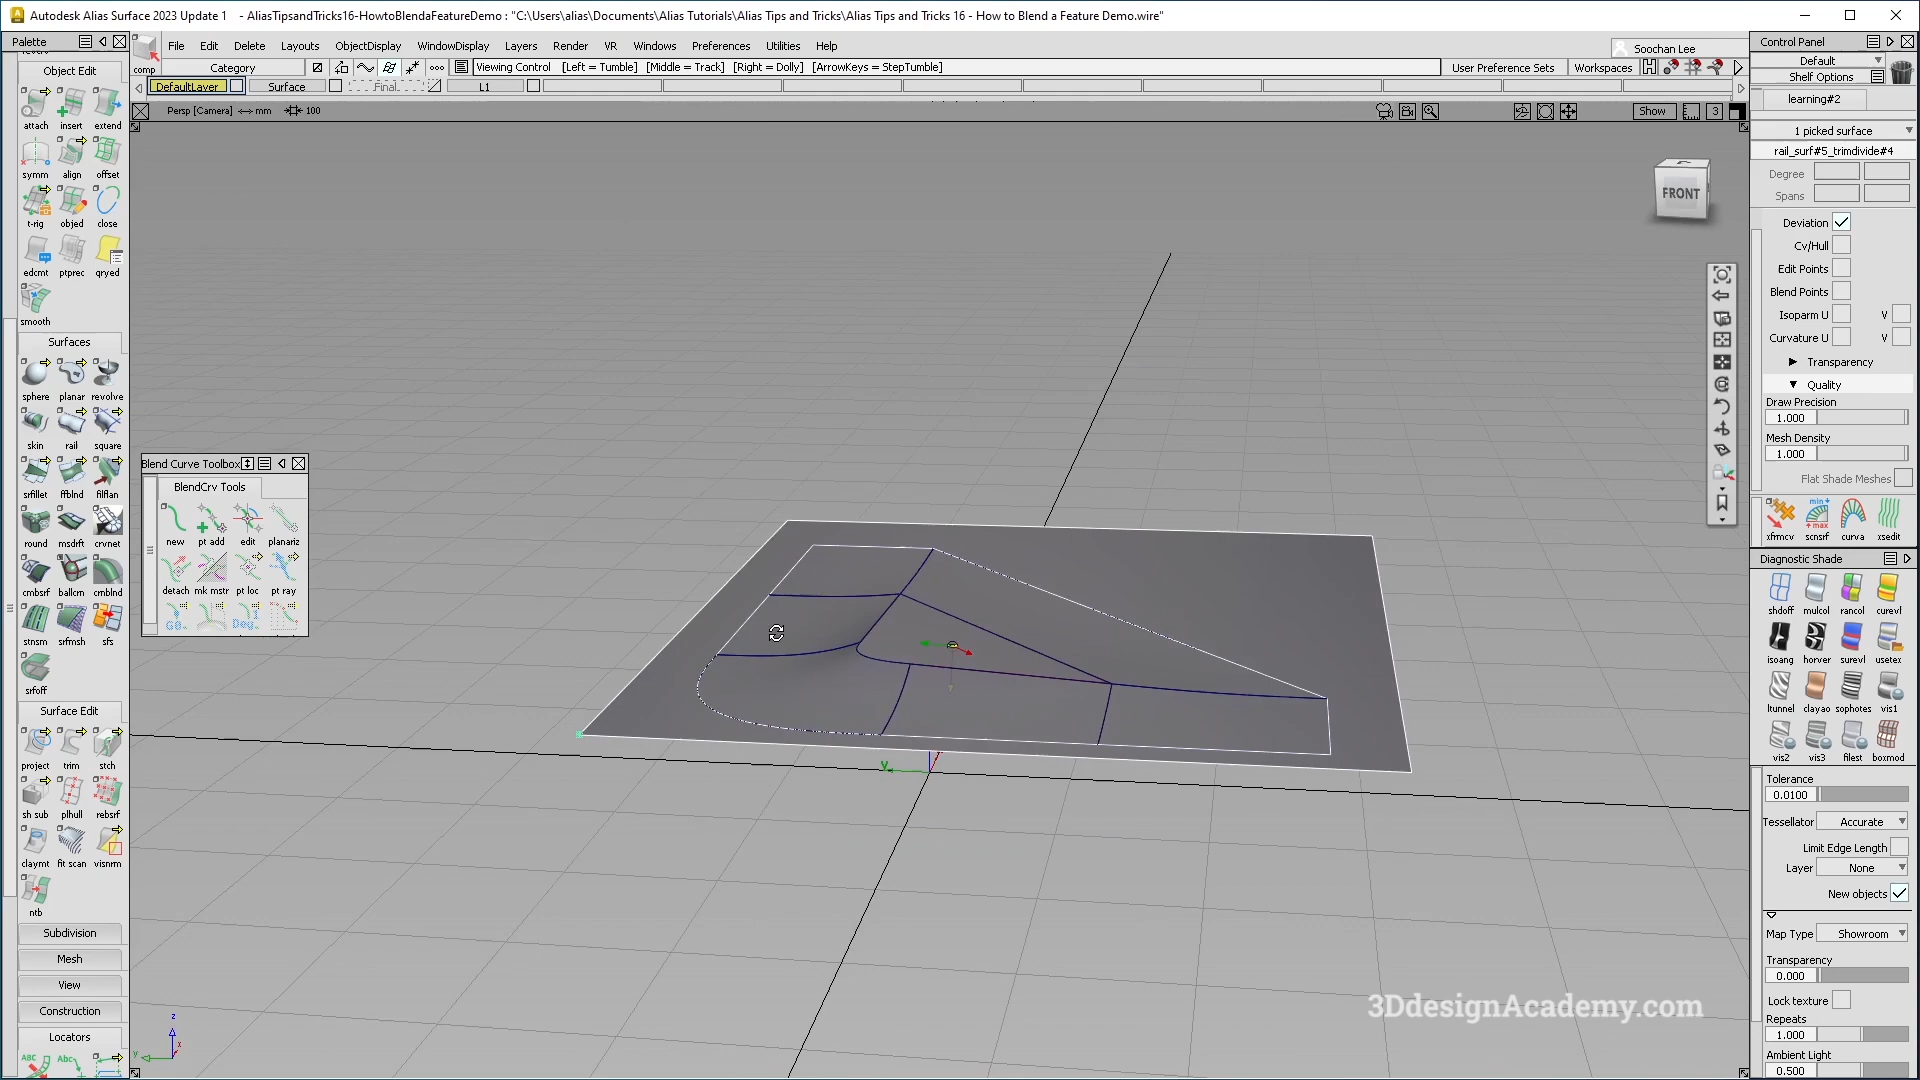 Autodesk Alias Surface 2023 Update 1 - AliasTipsandTricks16-HowtoBlendaFeatureDemo : "C:\Users\alias\Documents\Alias Tutorials\Alias Tips and Tricks\Alias Tips and Tricks 16 - How to Blend a Feature Demo.wire"
Palette
comp
File Edit Delete Layouts ObjectDisplay WindowDisplay Layers Render VR Windows Preferences Utilities Help
Soochan Lee
Control Panel
Category
Viewing Control [Left = Tumble] [Middle = Track] [Right = Dolly] [ArrowKeys = StepTumble]
User Preference Sets
Workspaces
Default
Shelf Options
DefaultLayer
Surface
Final
L1
Persp [Camera] mm 100
Show
3
learning#2
Object Edit
attach insert extend
symm align offset
t-rig objed close
edcmt ptprec qryed
smooth
Surfaces
sphere planar revolve
skin rail square
srfillet ffblnd filflan
round msdrft crvnet
cmbsrf ballcrn cmblnd
stnsm srfmsh sfs
srfoff
Surface Edit
project trim stch
sh sub plhull rebsrf
claymt fit scan visnrm
ntb
Subdivision
Mesh
View
Construction
Locators
ABC Abc
Blend Curve Toolbox
BlendCrv Tools
new pt add edit planariz
detach mk mstr pt loc pt ray
G0.. Deg.
FRONT
y
z
x
y
3DdesignAcademy.com
1 picked surface
rail_surf#5_trimdivide#4
Degree
Spans
Deviation
Cv/Hull
Edit Points
Blend Points
Isoparm U V
Curvature U V
Transparency
Quality
Draw Precision
1.000
Mesh Density
1.000
Flat Shade Meshes
min
max
xfrmcv scnsrf curva xsedit
Diagnostic Shade
shdoff mulcol rancol curevl
isoang horver surevl usetex
ltunnel clayao sophotes vis1
vis2 vis3 filest boxmod
Tolerance
0.0100
Tessellator Accurate
Limit Edge Length
Layer None
New objects
Map Type Showroom
Transparency
0.000
Lock texture
Repeats
1.000
Ambient Light
0.500